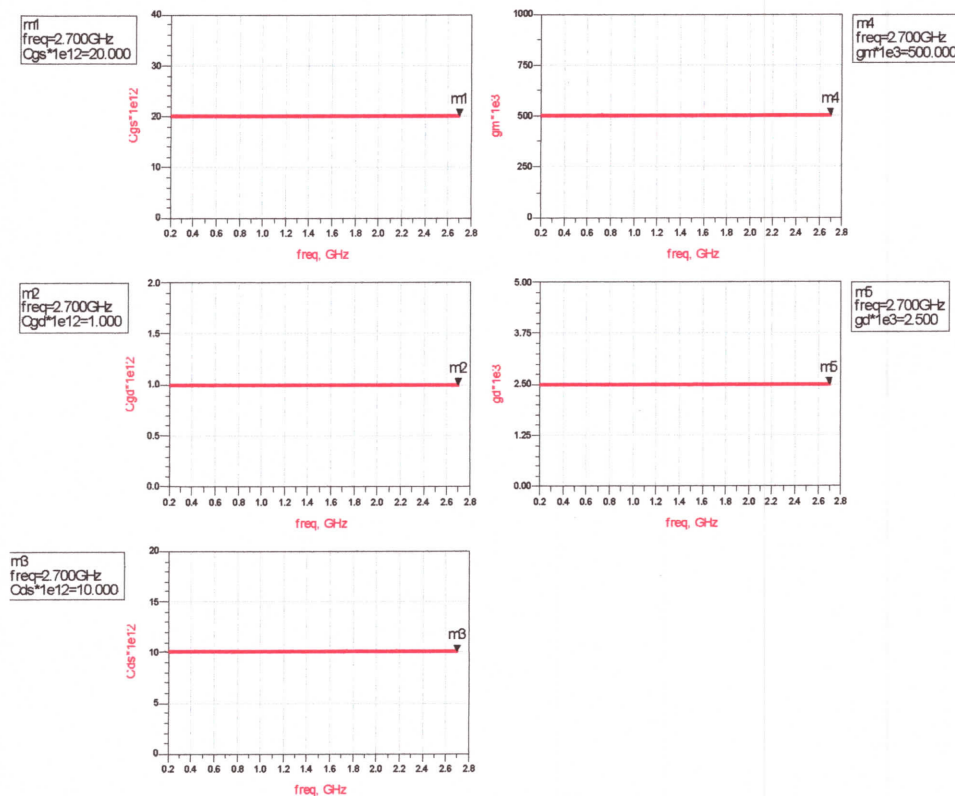 m1
freq=2.700GHz
Cgs*1e12=20.000
40
30
20
10
0
Cgs*1e12
m1
0.2 0.4 0.6 0.8 1.0 1.2 1.4 1.6 1.8 2.0 2.2 2.4 2.6 2.8
freq, GHz
m4
freq=2.700GHz
gm*1e3=500.000
1000
750
500
250
0
gm*1e3
m4
0.2 0.4 0.6 0.8 1.0 1.2 1.4 1.6 1.8 2.0 2.2 2.4 2.6 2.8
freq, GHz
m2
freq=2.700GHz
Cgd*1e12=1.000
2.0
1.5
1.0
0.5
0.0
Cgd*1e12
m2
0.2 0.4 0.6 0.8 1.0 1.2 1.4 1.6 1.8 2.0 2.2 2.4 2.6 2.8
freq, GHz
m5
freq=2.700GHz
gd*1e3=2.500
5.00
3.75
2.50
1.25
0.00
gd*1e3
m5
0.2 0.4 0.6 0.8 1.0 1.2 1.4 1.6 1.8 2.0 2.2 2.4 2.6 2.8
freq, GHz
m3
freq=2.700GHz
Cds*1e12=10.000
20
15
10
5
0
Cds*1e12
m3
0.2 0.4 0.6 0.8 1.0 1.2 1.4 1.6 1.8 2.0 2.2 2.4 2.6 2.8
freq, GHz